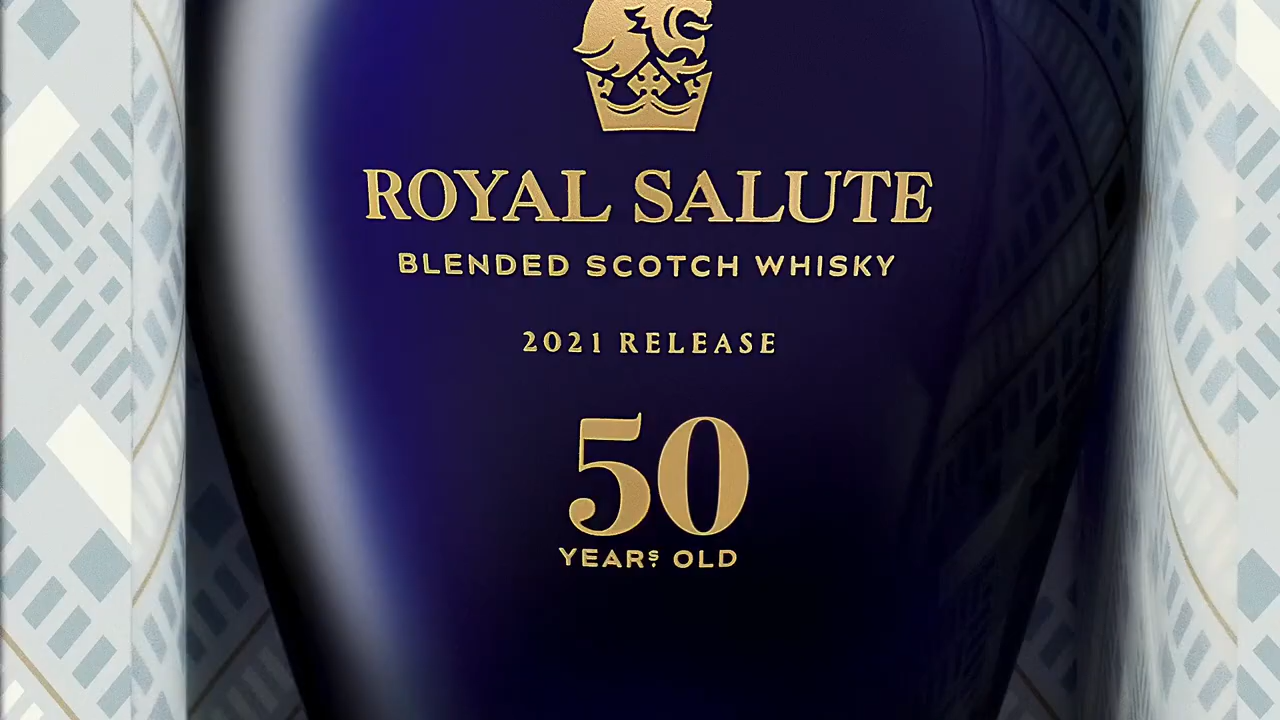 ROYAL SALUTE
BLENDED SCOTCH WHISKY
2021 RELEASE
50
YEARS OLD